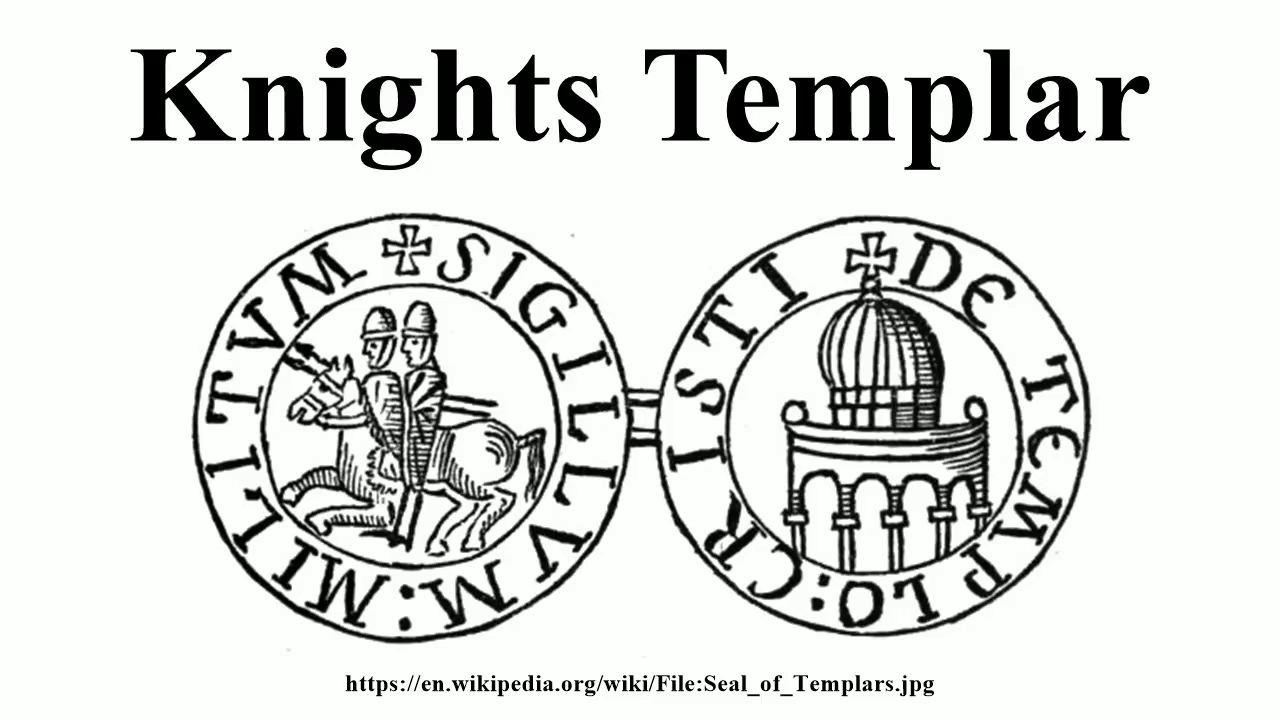 Knights Templar
✠ SIGILLVM: MILITVM
✠ DE TEMPLO: CRISTI
https://en.wikipedia.org/wiki/File:Seal_of_Templars.jpg